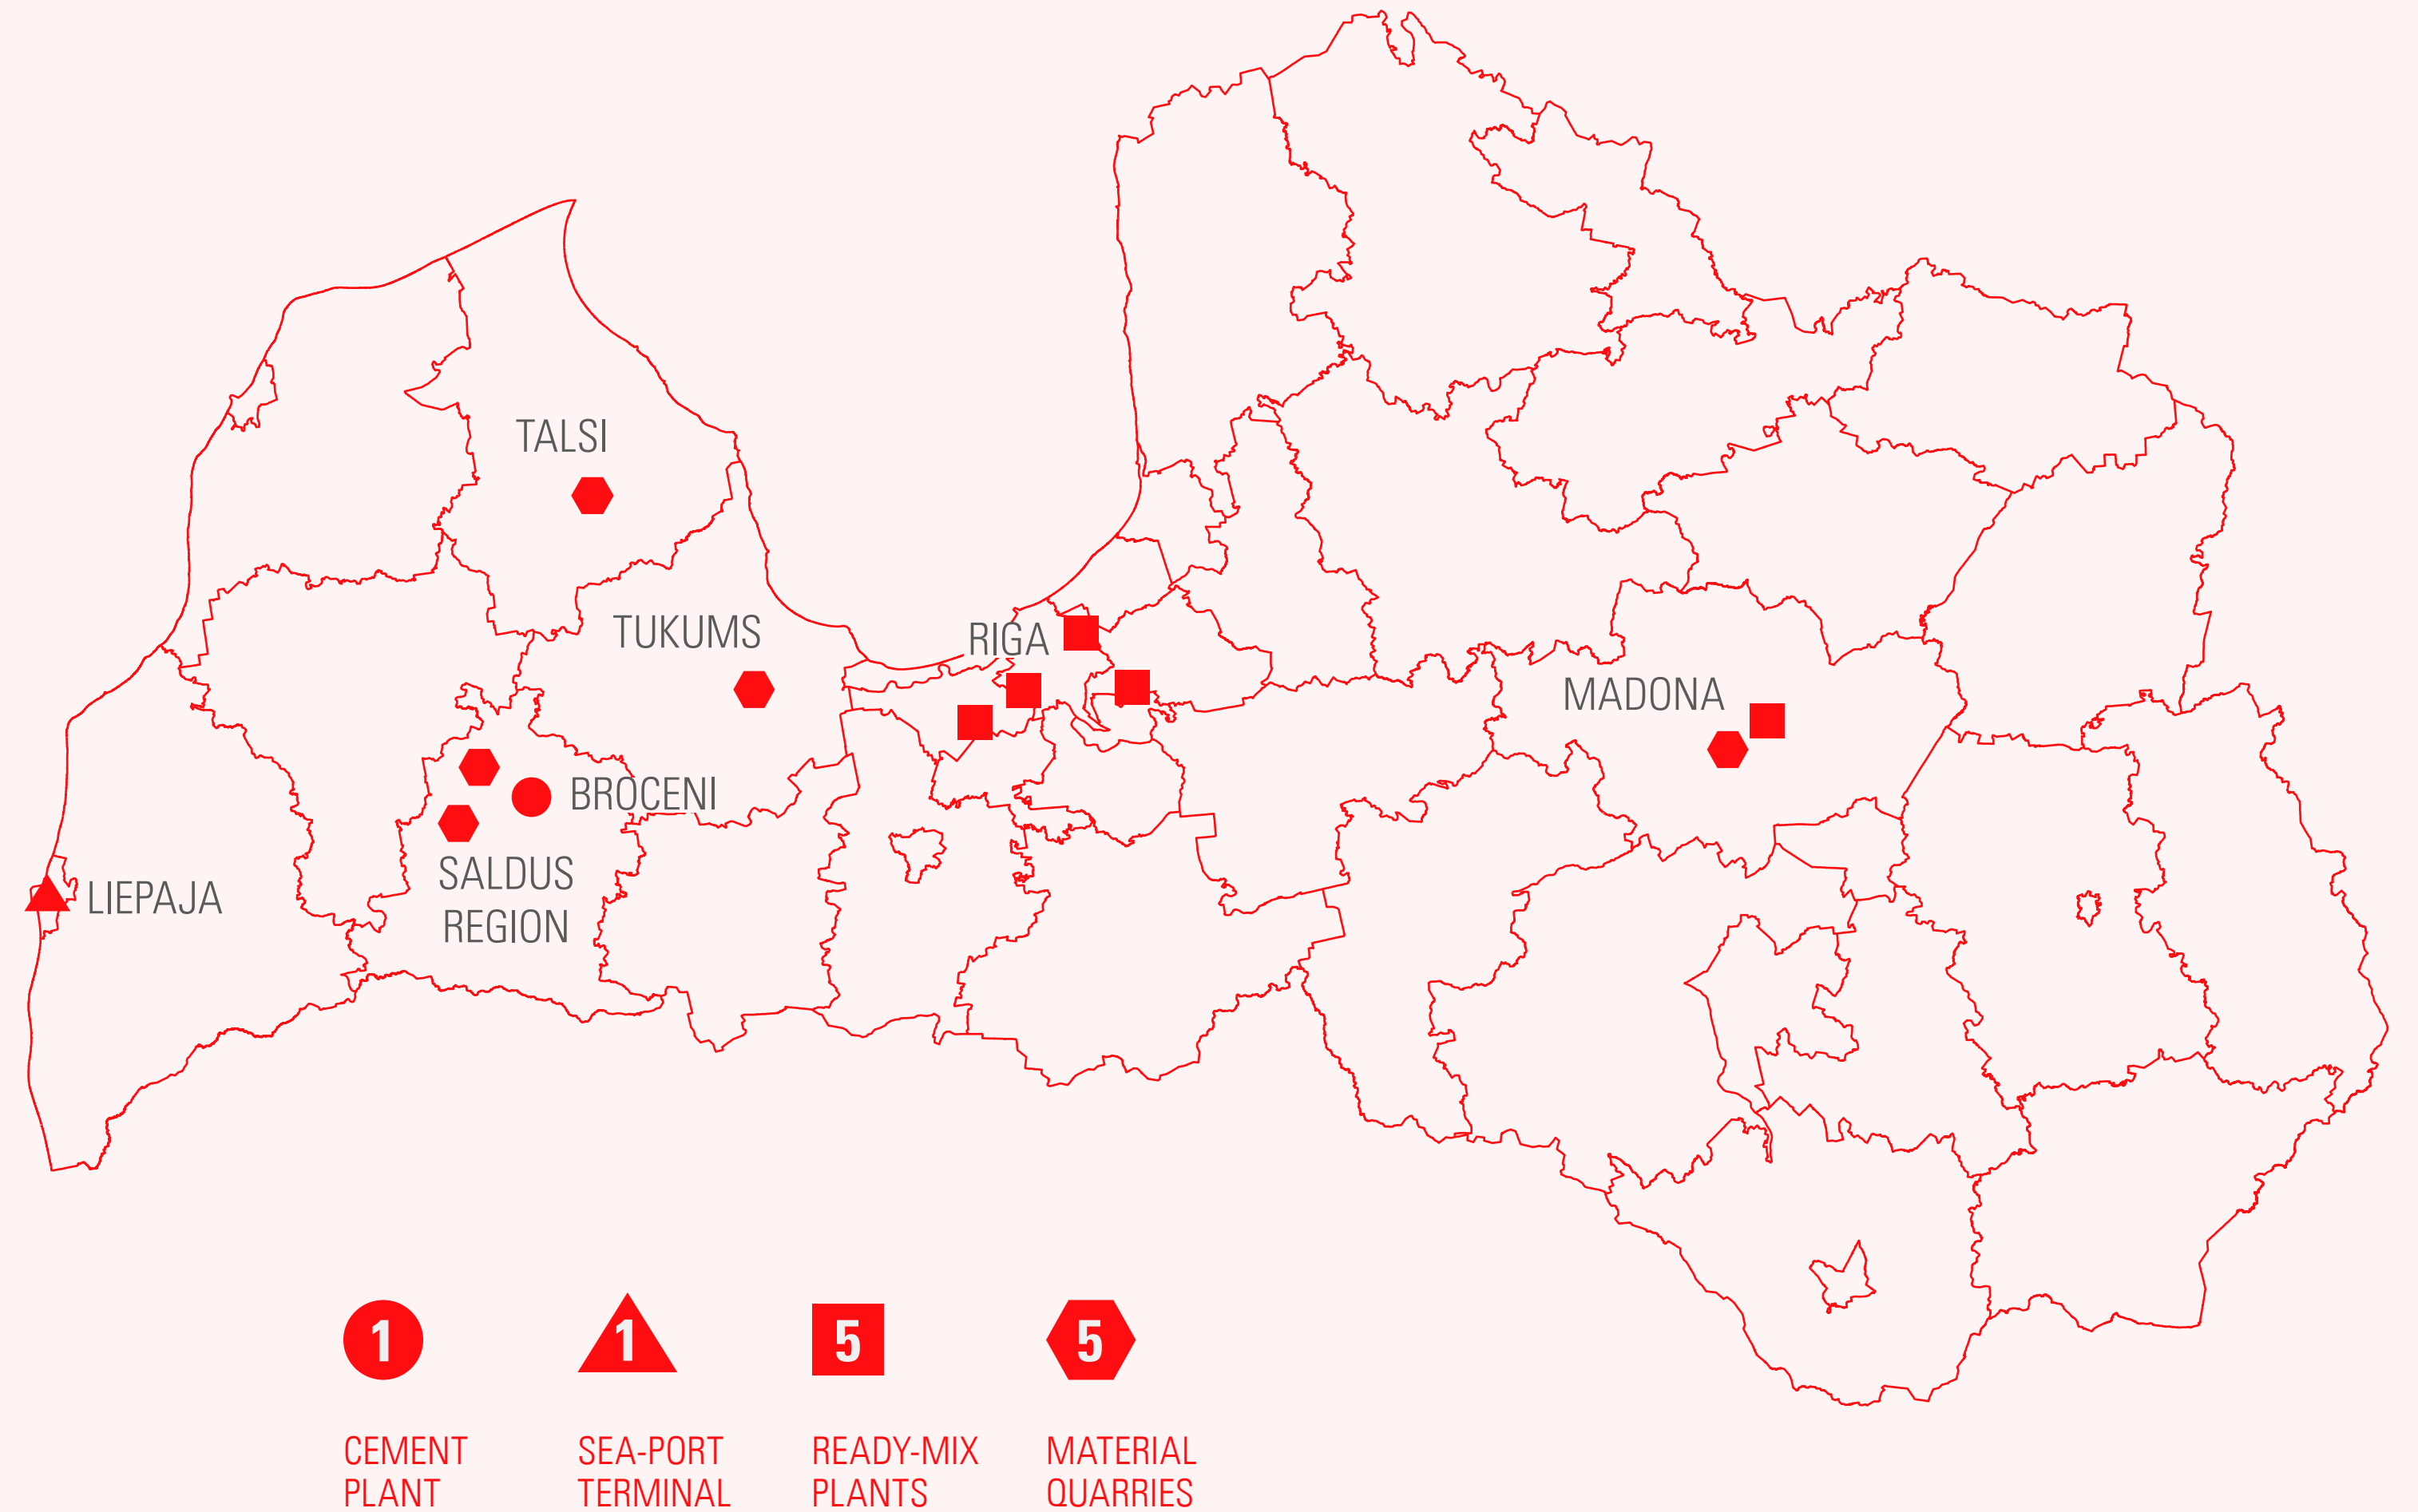 TALSI
TUKUMS
RIGA
MADONA
BROCENI
SALDUS
REGION
LIEPAJA
1
CEMENT
PLANT
1
SEA-PORT
TERMINAL
5
READY-MIX
PLANTS
5
MATERIAL
QUARRIES